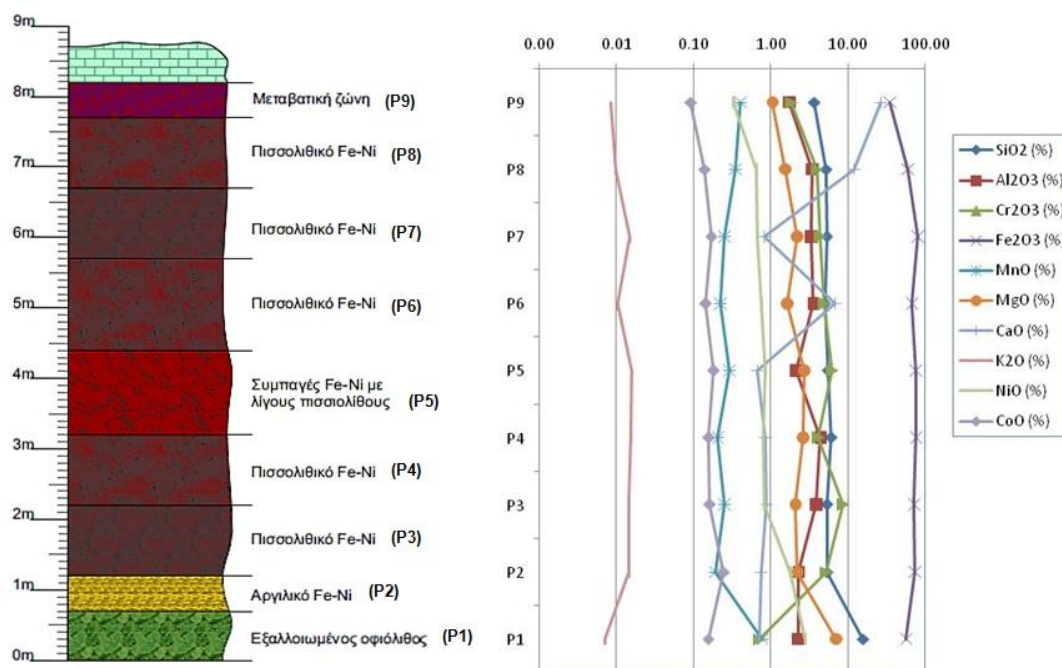 9m
8m
7m
6m
5m
4m
3m
2m
1m
0m
Μεταβατική ζώνη (P9)
Πισσολιθικό Fe-Ni (P8)
Πισσολιθικό Fe-Ni (P7)
Πισσολιθικό Fe-Ni (P6)
Συμπαγές Fe-Ni με
λίγους πισσιολίθους (P5)
Πισσολιθικό Fe-Ni (P4)
Πισσολιθικό Fe-Ni (P3)
Αργιλικό Fe-Ni (P2)
Εξαλλοιωμένος οφιόλιθος (P1)
0.00 0.01 0.10 1.00 10.00 100.00
P9
P8
P7
P6
P5
P4
P3
P2
P1
SiO2 (%)
Al2O3 (%)
Cr2O3 (%)
Fe2O3 (%)
MnO (%)
MgO (%)
CaO (%)
K2O (%)
NiO (%)
CoO (%)